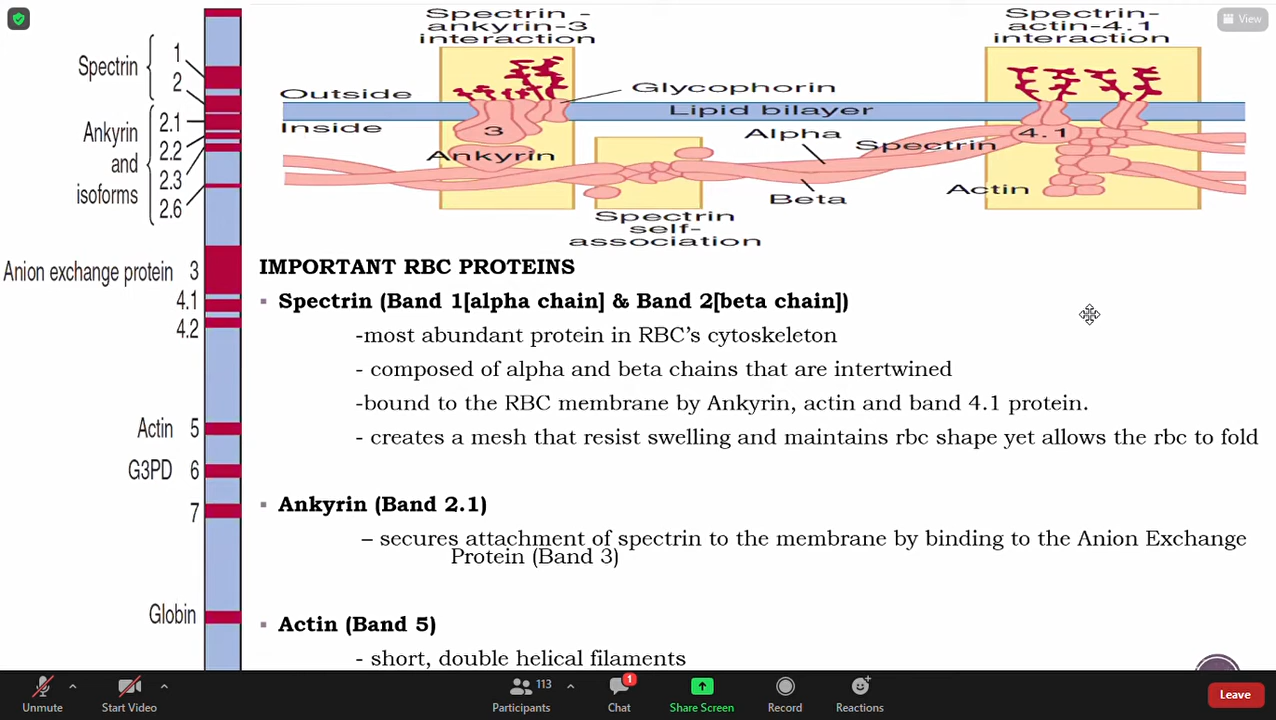 View
Spectrin -
ankyrin-3
interaction
Spectrin-
actin-4.1
interaction
Outside
Inside
Glycophorin
Lipid bilayer
3
Ankyrin
Alpha
Spectrin
Beta
4.1
Actin
Spectrin
self-
association
Spectrin
1
2
Ankyrin
and
isoforms
2.1
2.2
2.3
2.6
Anion exchange protein 3
4.1
4.2
Actin 5
G3PD 6
7
Globin
IMPORTANT RBC PROTEINS
▪ Spectrin (Band 1[alpha chain] & Band 2[beta chain])
-most abundant protein in RBC’s cytoskeleton
- composed of alpha and beta chains that are intertwined
-bound to the RBC membrane by Ankyrin, actin and band 4.1 protein.
- creates a mesh that resist swelling and maintains rbc shape yet allows the rbc to fold
▪ Ankyrin (Band 2.1)
– secures attachment of spectrin to the membrane by binding to the Anion Exchange
Protein (Band 3)
▪ Actin (Band 5)
- short, double helical filaments
Unmute
Start Video
113
Participants
1
Chat
Share Screen
Record
Reactions
Leave